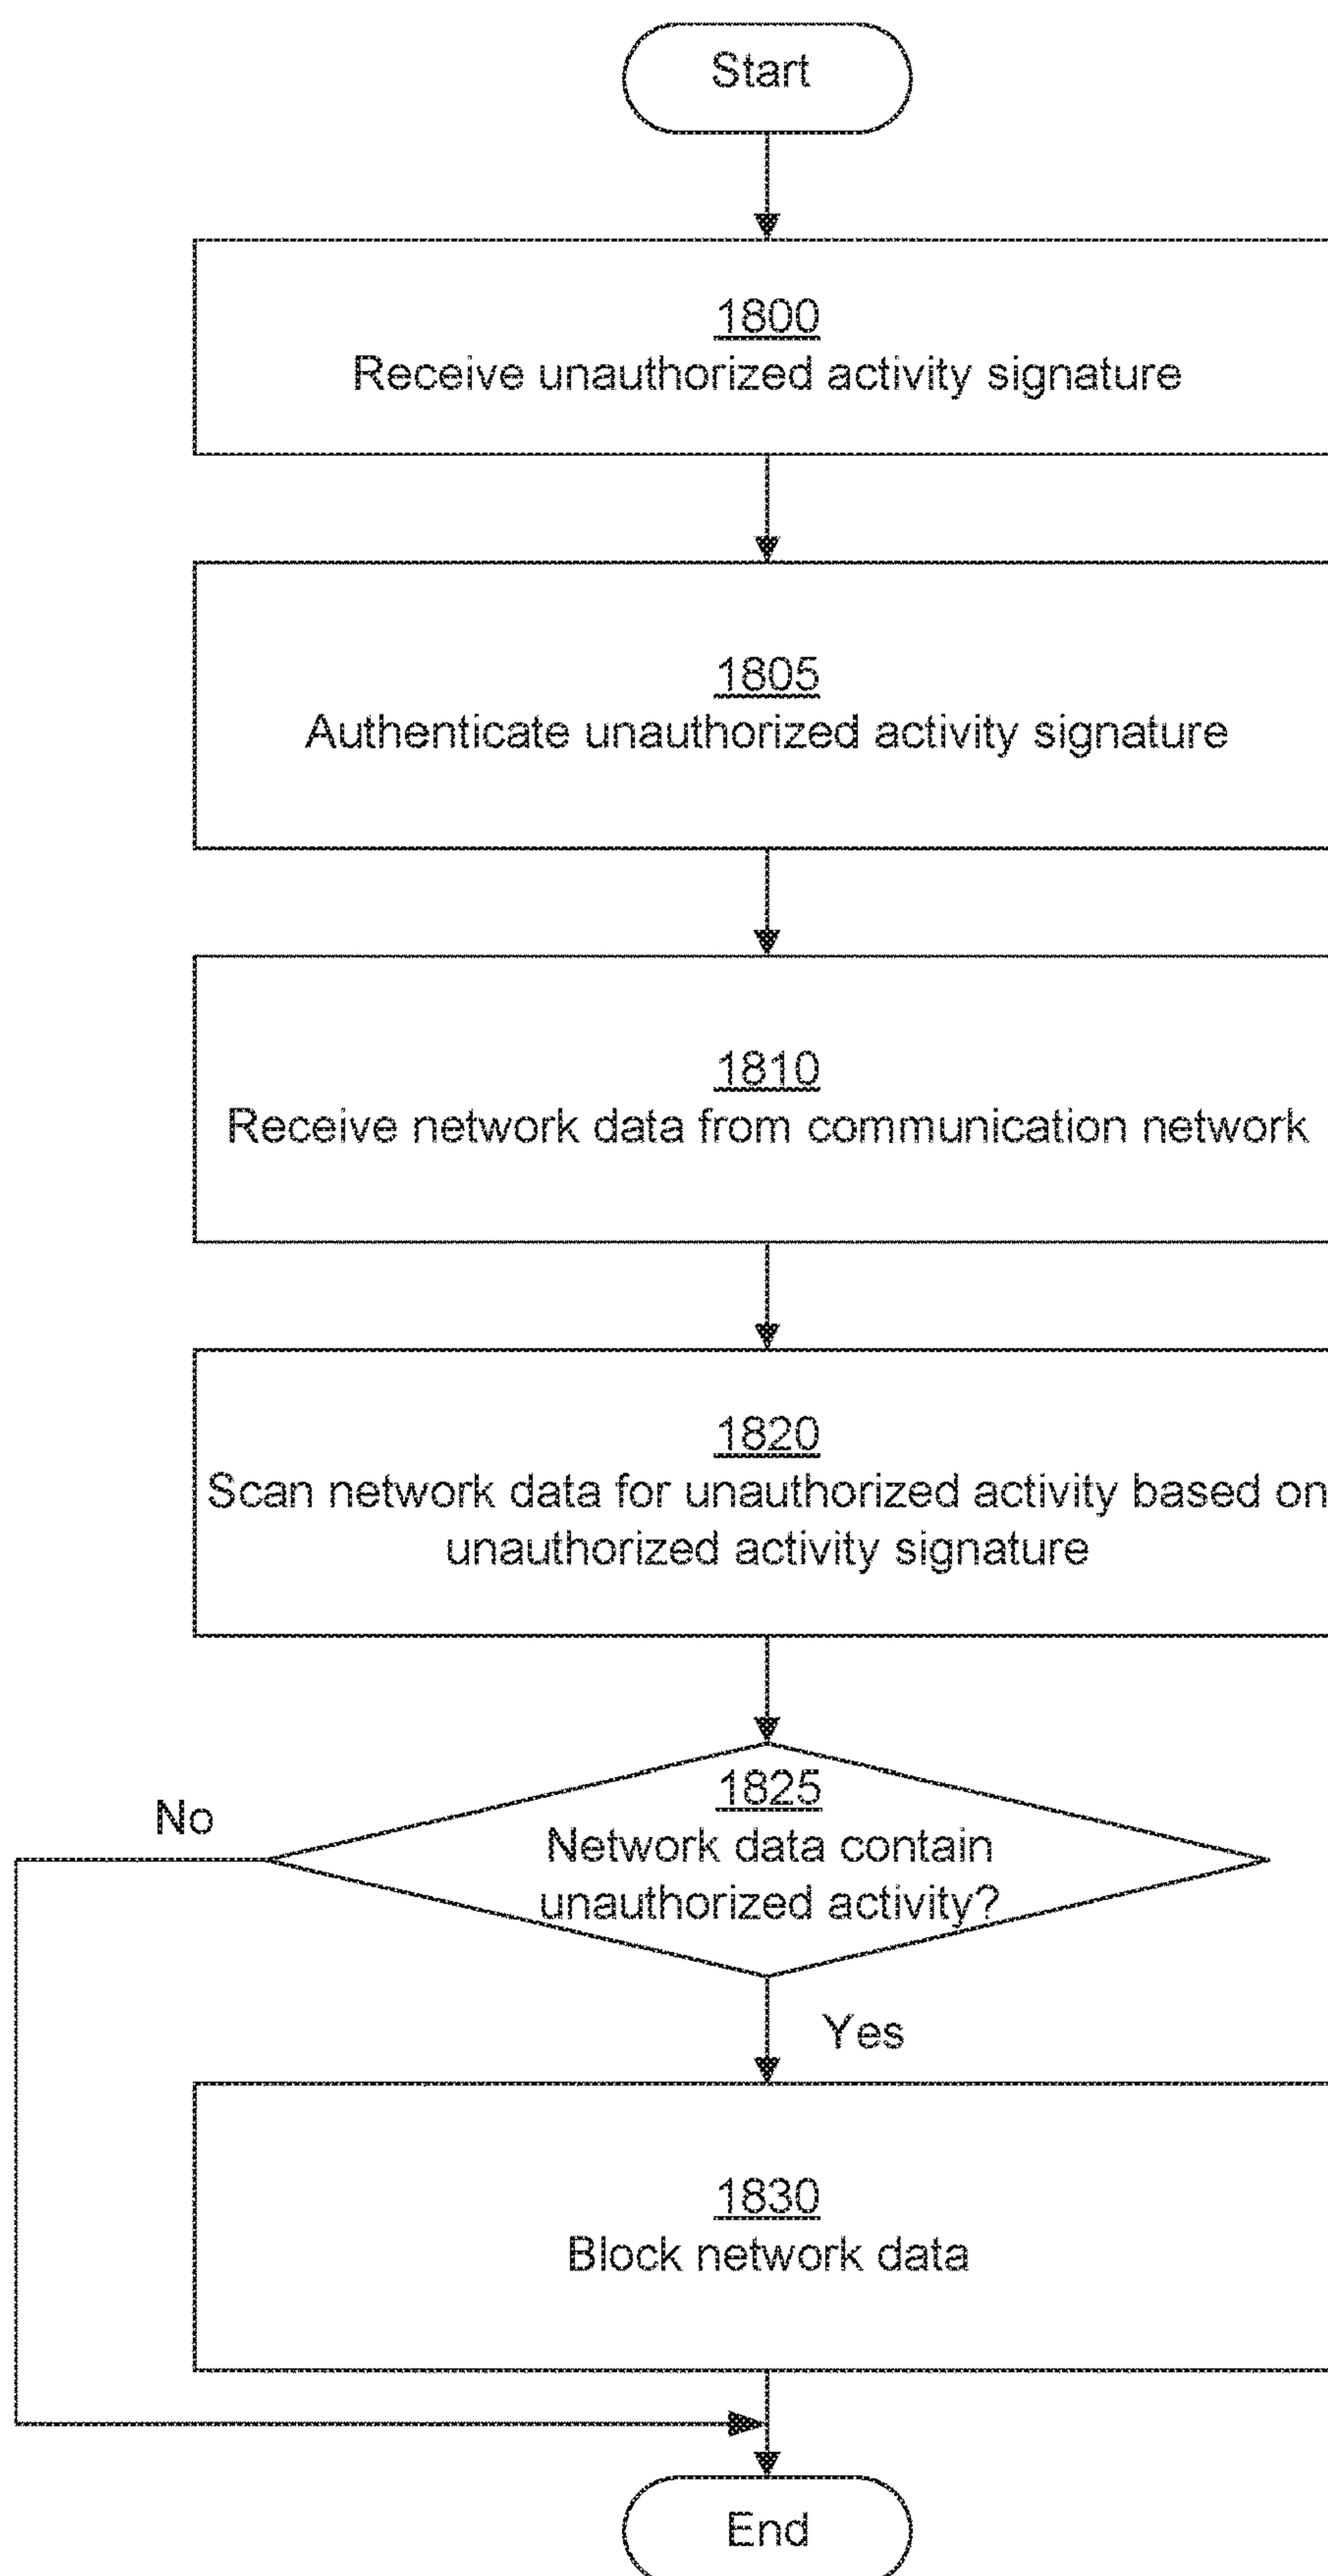 Start
1800
Receive unauthorized activity signature
1805
Authenticate unauthorized activity signature
1810
Receive network data from communication network
1820
Scan network data for unauthorized activity based on
unauthorized activity signature
1825
No
Network data contain
unauthorized activity?
Yes
1830
Block network data
End